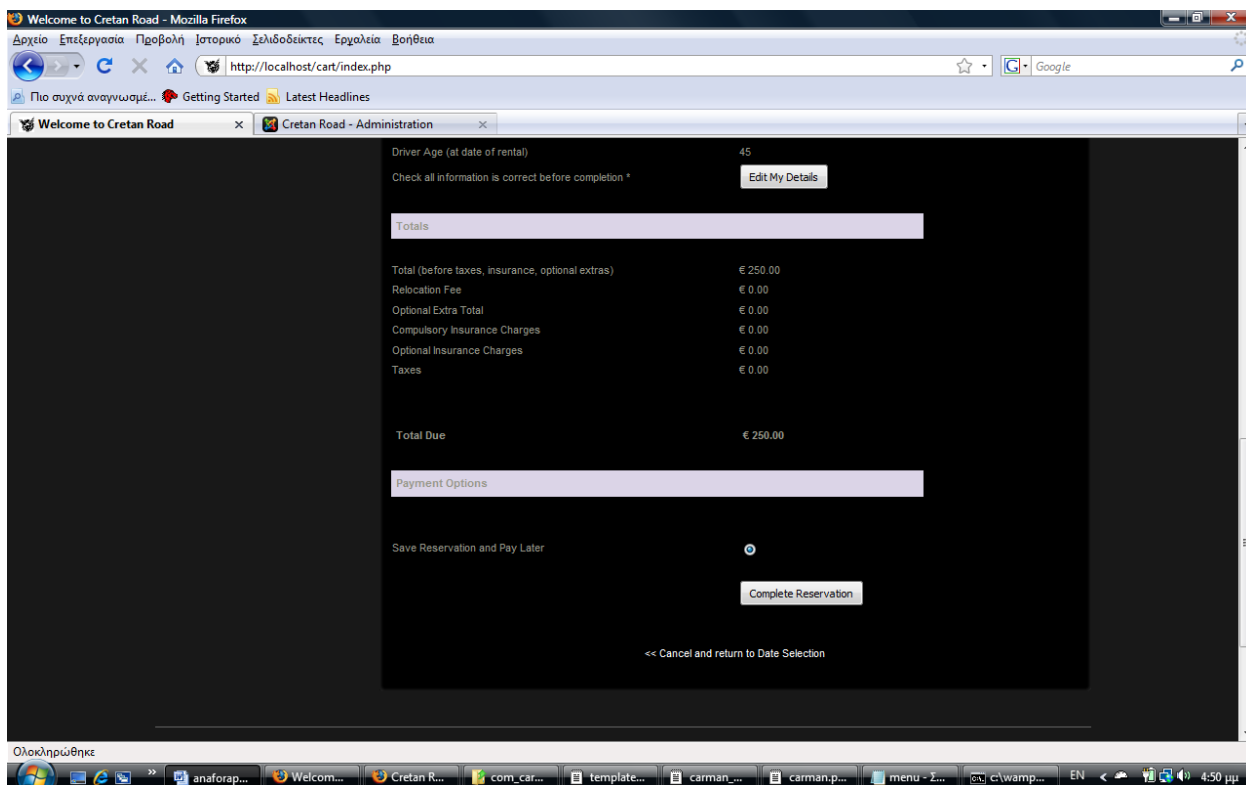 Welcome to Cretan Road - Mozilla Firefox
Αρχείο Επεξεργασία Προβολή Ιστορικό Σελιδοδείκτες Εργαλεία Βοήθεια
http://localhost/cart/index.php Google
Πιο συχνά αναγνωσμέ... Getting Started Latest Headlines
Welcome to Cretan Road Cretan Road - Administration
Driver Age (at date of rental) 45
Check all information is correct before completion * Edit My Details
Totals
Total (before taxes, insurance, optional extras) € 250.00
Relocation Fee € 0.00
Optional Extra Total € 0.00
Compulsory Insurance Charges € 0.00
Optional Insurance Charges € 0.00
Taxes € 0.00
Total Due € 250.00
Payment Options
Save Reservation and Pay Later
Complete Reservation
<< Cancel and return to Date Selection
Ολοκληρώθηκε
» anaforap... Welcom... Cretan R... com_car... template... carman_... carman.p... menu - Σ... c:\wamp... EN 4:50 μμ